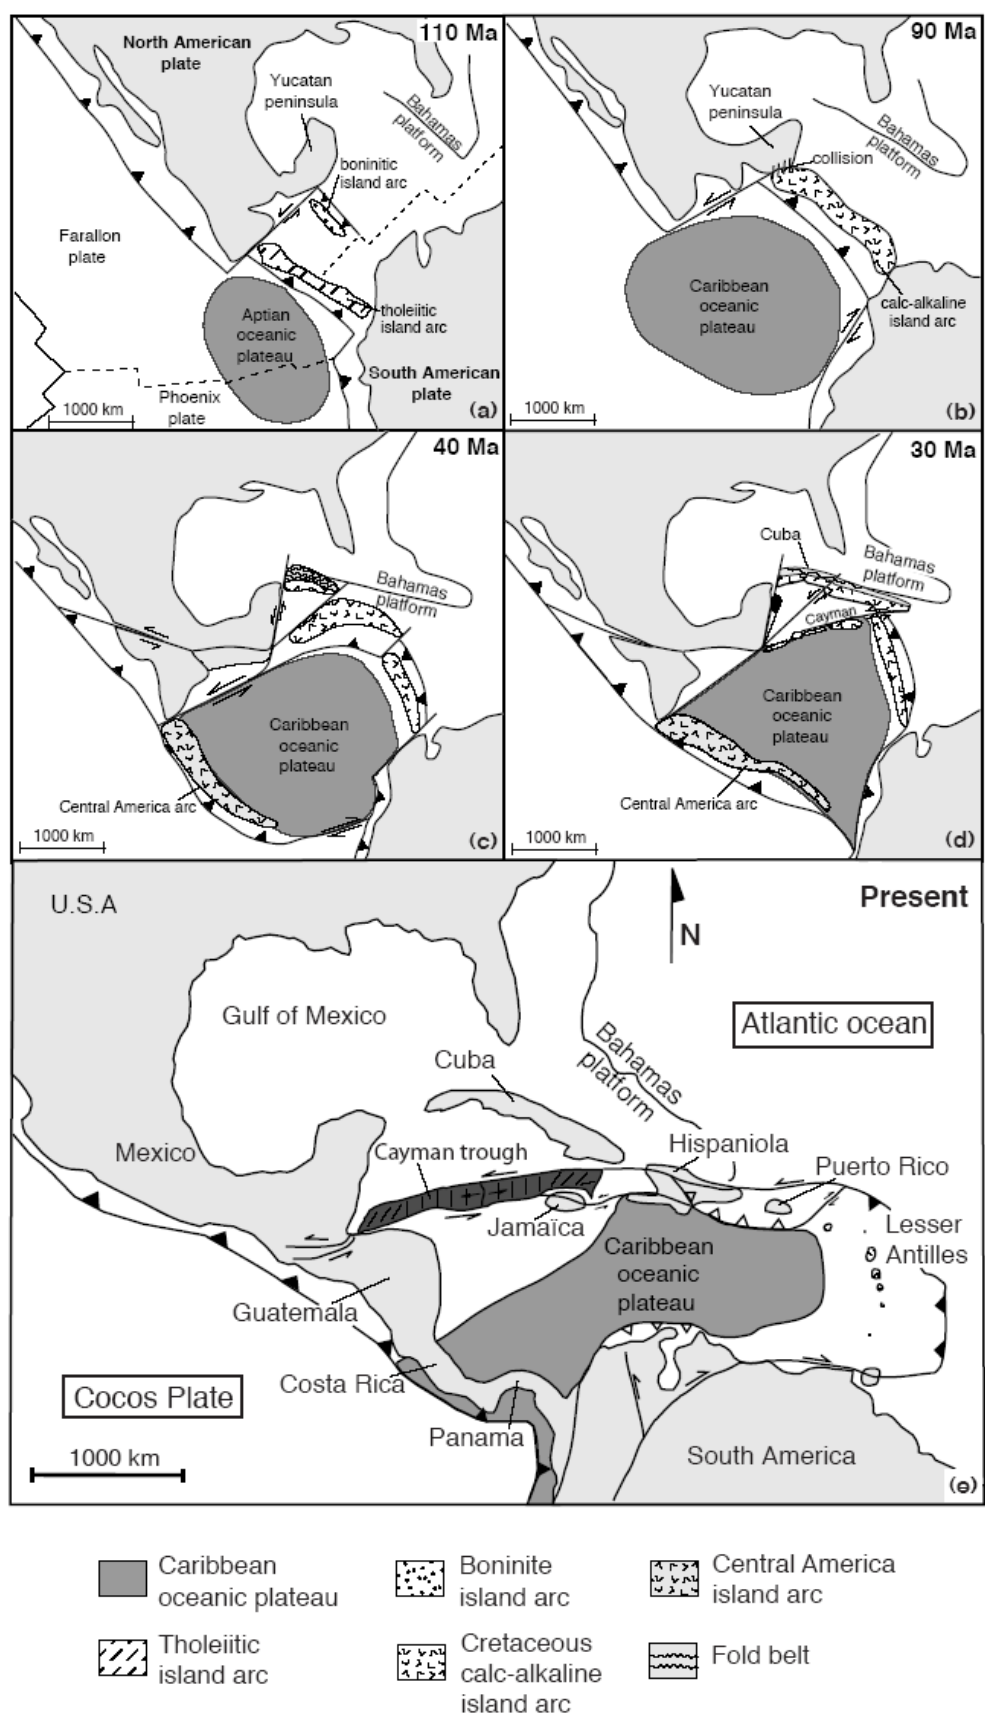 110 Ma
North American
plate
Yucatan
peninsula
Bahamas
platform
boninitic
island arc
Farallon
plate
Aptian
oceanic
plateau
tholeiitic
island arc
South American
plate
Phoenix
plate
1000 km
(a)
90 Ma
Yucatan
peninsula
Bahamas
platform
collision
Caribbean
oceanic
plateau
calc-alkaline
island arc
1000 km
(b)
40 Ma
Bahamas
platform
Caribbean
oceanic
plateau
Central America arc
1000 km
(c)
30 Ma
Cuba
Bahamas
platform
Cayman
Caribbean
oceanic
plateau
Central America arc
1000 km
(d)
U.S.A
Present
N
Gulf of Mexico
Atlantic ocean
Cuba
Bahamas
platform
Mexico
Cayman trough
Hispaniola
Puerto Rico
Jamaïca
Lesser
Antilles
Caribbean
oceanic
plateau
Guatemala
Costa Rica
Cocos Plate
Panama
1000 km
South America
(e)
Caribbean
oceanic plateau
Boninite
island arc
Central America
island arc
Tholeiitic
island arc
Cretaceous
calc-alkaline
island arc
Fold belt